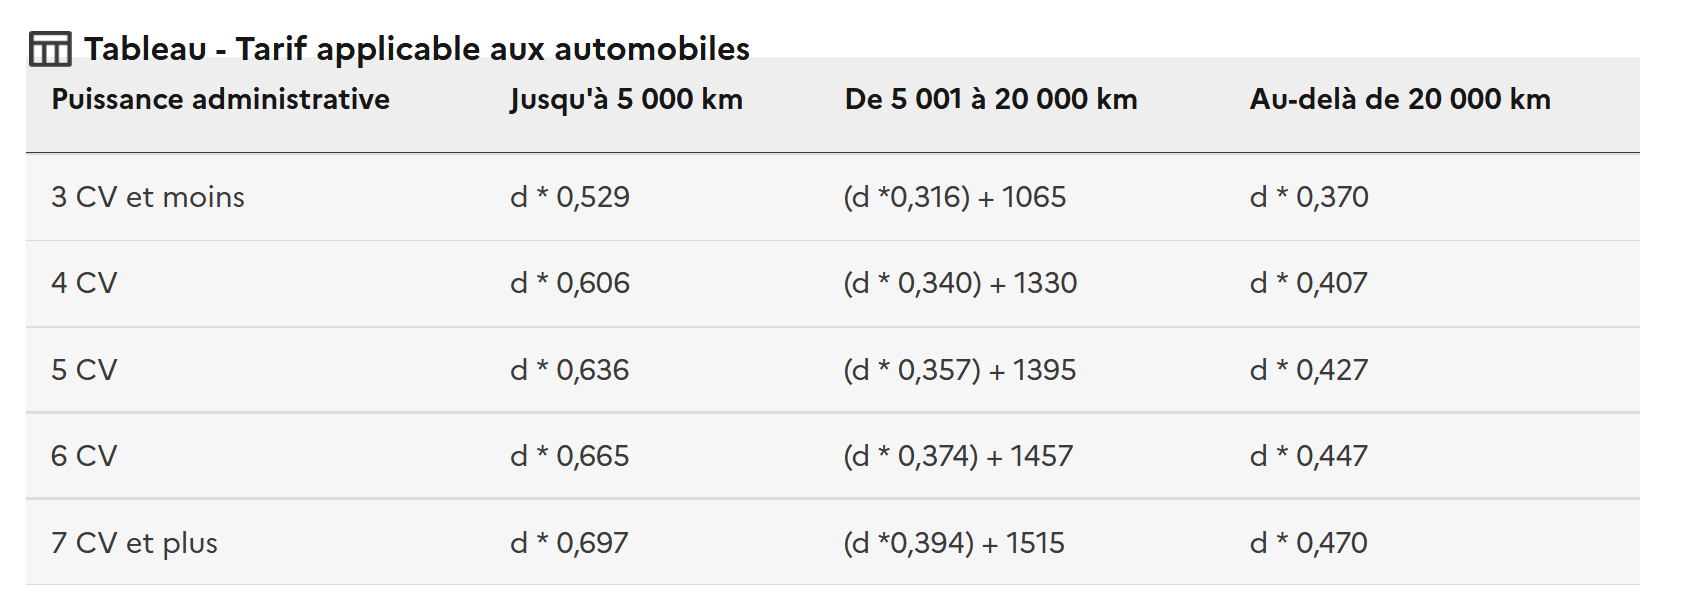 Tableau - Tarif applicable aux automobiles
Puissance administrative Jusqu'à 5 000 km De 5 001 à 20 000 km Au-delà de 20 000 km
3 CV et moins d * 0,529 (d *0,316) + 1065 d * 0,370
4 CV d * 0,606 (d * 0,340) + 1330 d * 0,407
5 CV d * 0,636 (d * 0,357) + 1395 d * 0,427
6 CV d * 0,665 (d * 0,374) + 1457 d * 0,447
7 CV et plus d * 0,697 (d *0,394) + 1515 d * 0,470